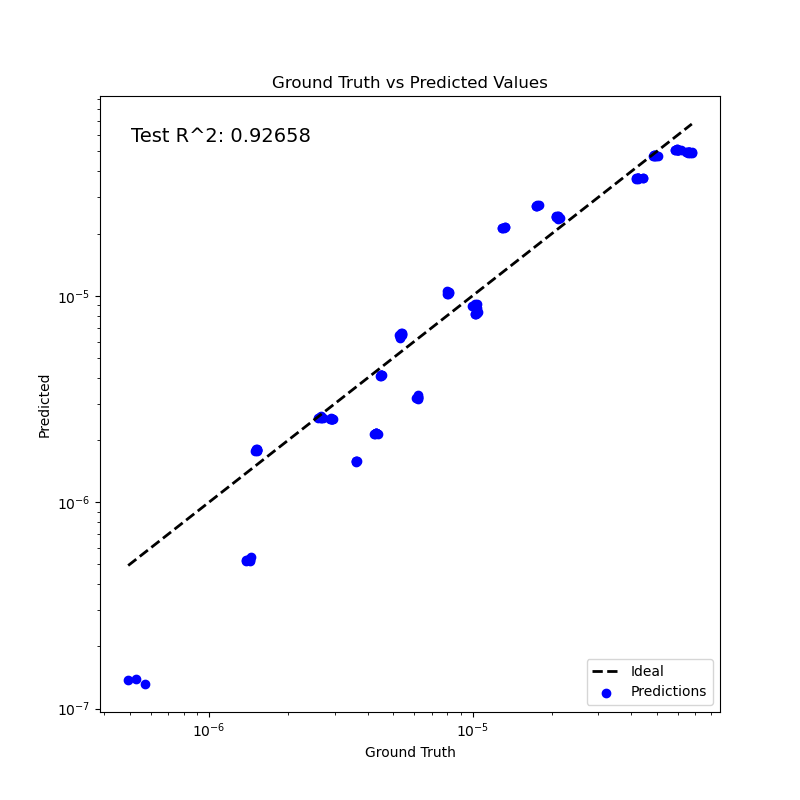 Ground Truth vs Predicted Values
Test R^2: 0.92658
Predicted
10⁻⁵
10⁻⁶
10⁻⁷
10⁻⁶
10⁻⁵
Ground Truth
Ideal
Predictions